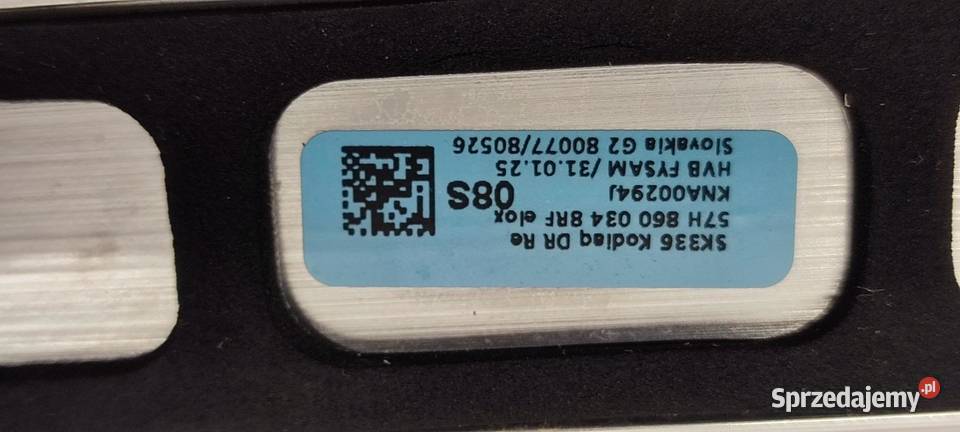 SK336 Kodiaq DR Re
57H 860 034 8RF elox
KNA00294J
08S
HVB FYSAM /31.01.25
Slovakia G2 80077/80526
Sprzedajemy.pl